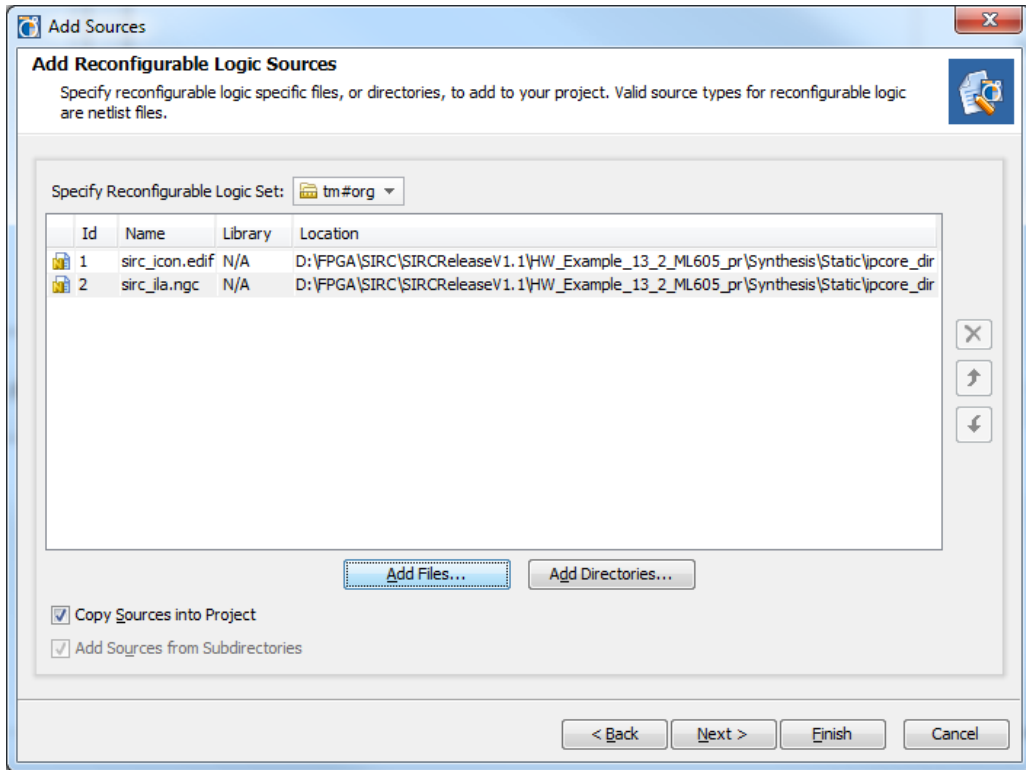 Add Sources
Add Reconfigurable Logic Sources
Specify reconfigurable logic specific files, or directories, to add to your project. Valid source types for reconfigurable logic
are netlist files.
Specify Reconfigurable Logic Set: tm#org
Id Name Library Location
1 sirc_icon.edif N/A D:\FPGA\SIRC\SIRCReleaseV1.1\HW_Example_13_2_ML605_pr\Synthesis\Static\ipcore_dir
2 sirc_ila.ngc N/A D:\FPGA\SIRC\SIRCReleaseV1.1\HW_Example_13_2_ML605_pr\Synthesis\Static\ipcore_dir
Add Files... Add Directories...
Copy Sources into Project
Add Sources from Subdirectories
< Back Next > Finish Cancel